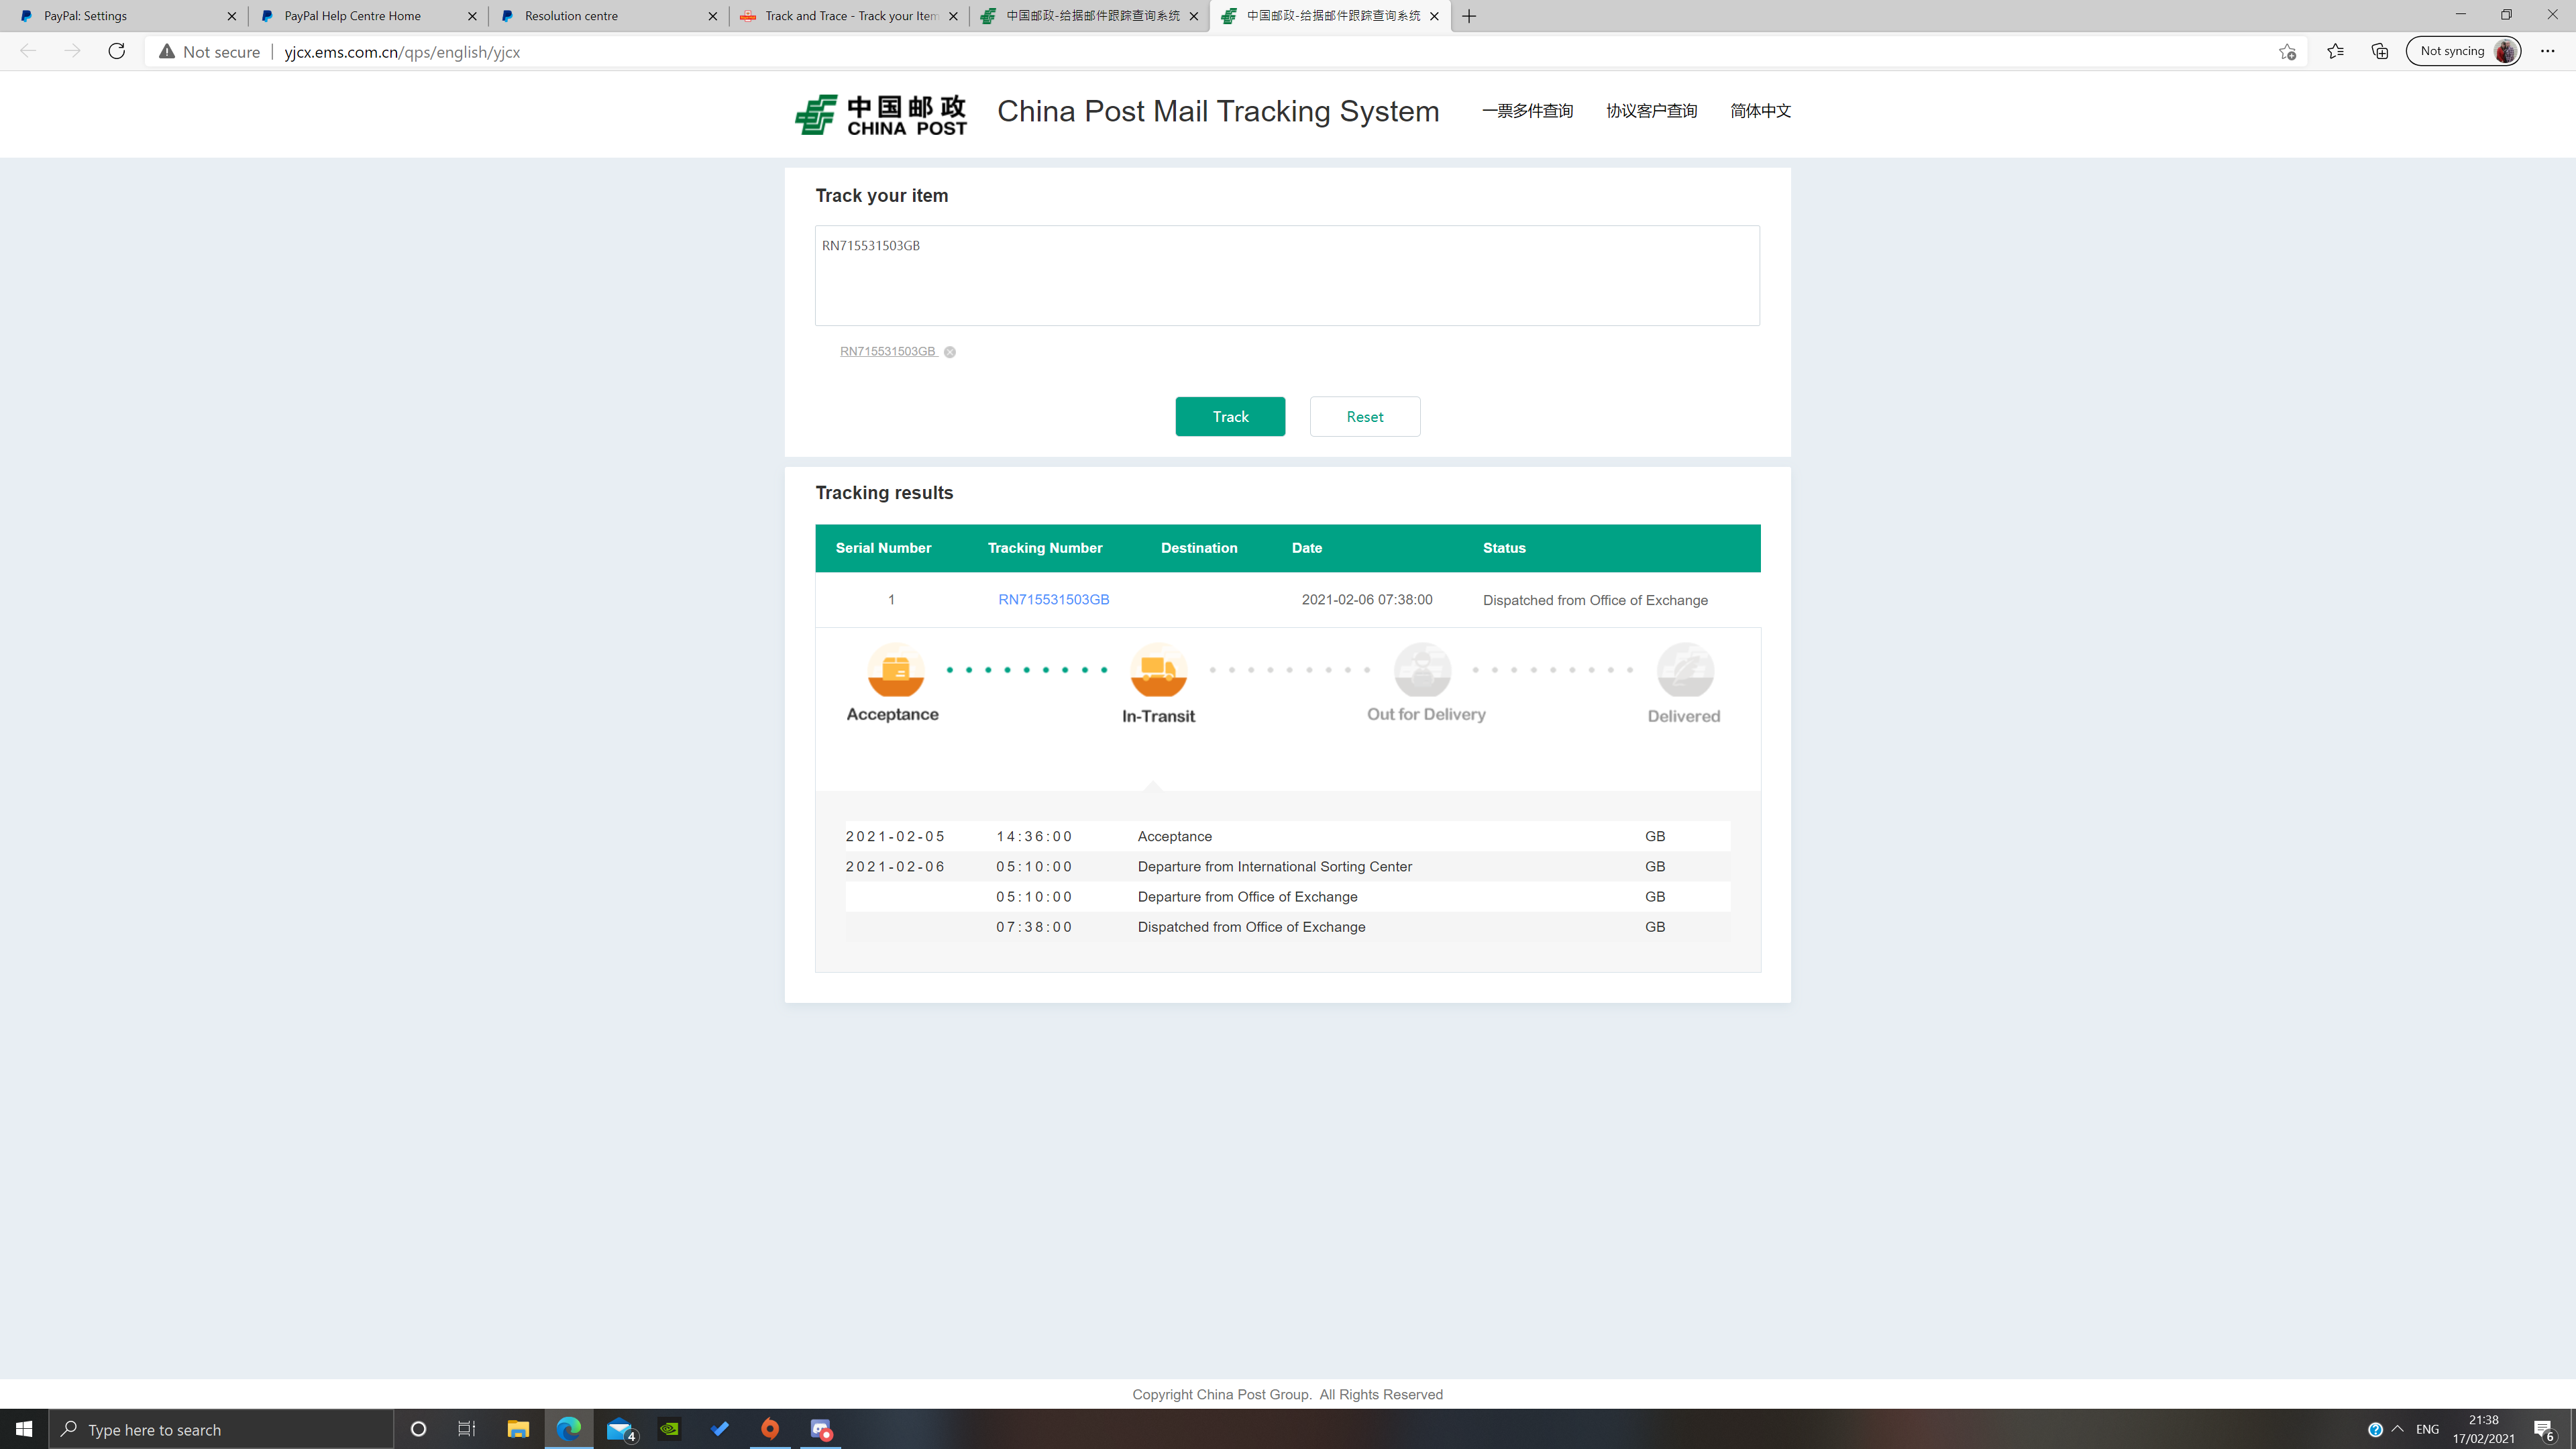 PayPal: Settings
PayPal Help Centre Home
Resolution centre
Track and Trace - Track your Item
中国邮政-给据邮件跟踪查询系统
中国邮政-给据邮件跟踪查询系统
Not secure
yjcx.ems.com.cn/qps/english/yjcx
Not syncing
中国邮政
CHINA POST
China Post Mail Tracking System
一票多件查询
协议客户查询
简体中文
Track your item
RN715531503GB
RN715531503GB
Track
Reset
Tracking results
Serial Number Tracking Number Destination Date Status
1 RN715531503GB 2021-02-06 07:38:00 Dispatched from Office of Exchange
Acceptance
In-Transit
Out for Delivery
Delivered
2021-02-05 14:36:00 Acceptance GB
2021-02-06 05:10:00 Departure from International Sorting Center GB
05:10:00 Departure from Office of Exchange GB
07:38:00 Dispatched from Office of Exchange GB
Copyright China Post Group. All Rights Reserved
Type here to search
4
ENG
21:38
17/02/2021
6